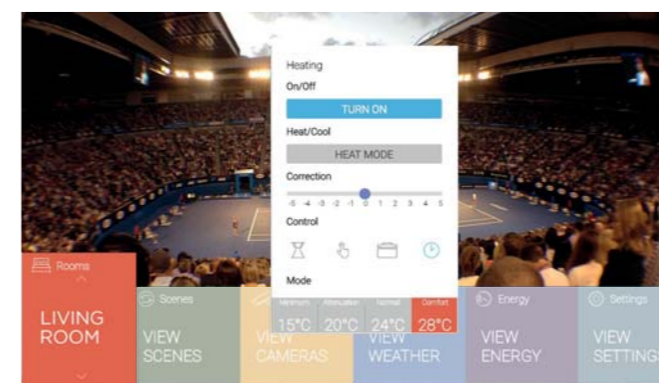 Heating
On/Off
TURN ON
Heat/Cool
HEAT MODE
Correction
-5 -4 -3 -2 -1 0 1 2 3 4 5
Control
Mode
Minimum Attenuation Normal Comfort
15°C 20°C 24°C 28°C
Rooms
LIVING
ROOM
Scenes
VIEW
SCENES
VIEW
CAMERAS
VIEW
WEATHER
Energy
VIEW
ENERGY
Settings
VIEW
SETTINGS